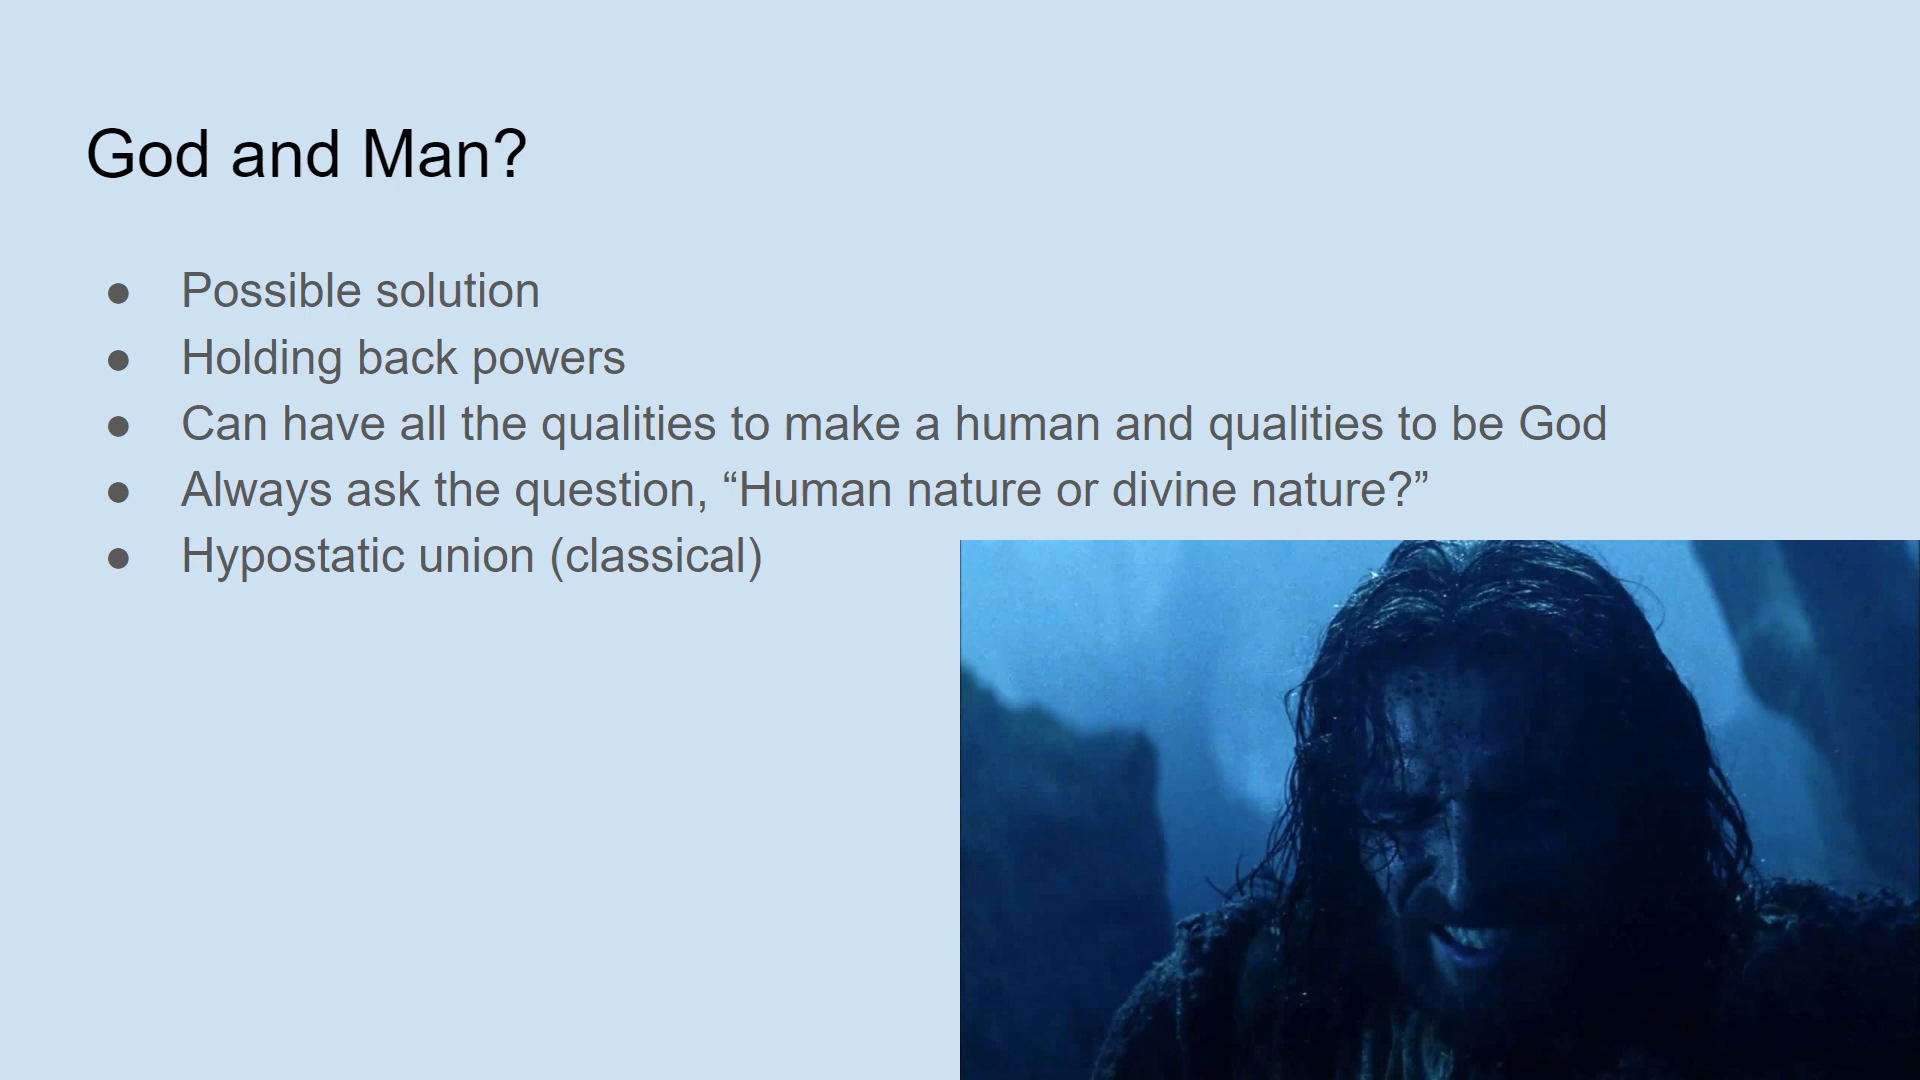 God and Man?
● Possible solution
● Holding back powers
● Can have all the qualities to make a human and qualities to be God
● Always ask the question, “Human nature or divine nature?”
● Hypostatic union (classical)